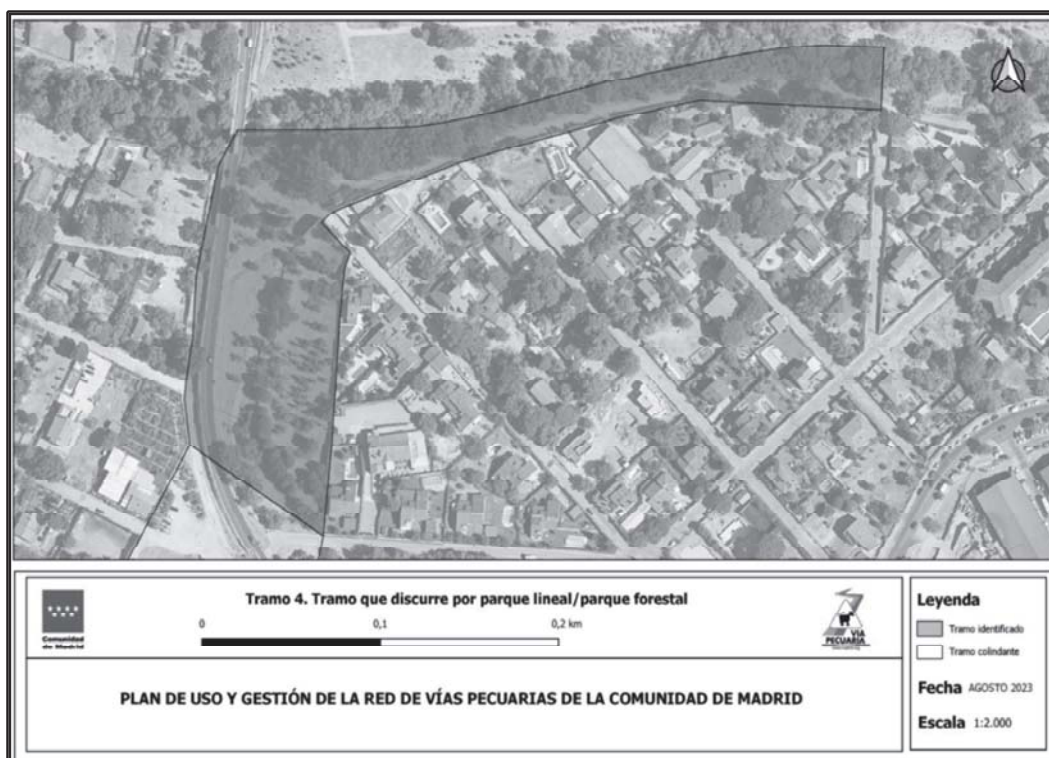 Comunidad
de Madrid
Tramo 4. Tramo que discurre por parque lineal/parque forestal
0 0,1 0,2 km
VIA
PECUARIA
PLAN DE USO Y GESTIÓN DE LA RED DE VÍAS PECUARIAS DE LA COMUNIDAD DE MADRID
Leyenda
Tramo identificado
Tramo colindante
Fecha AGOSTO 2023
Escala 1:2.000